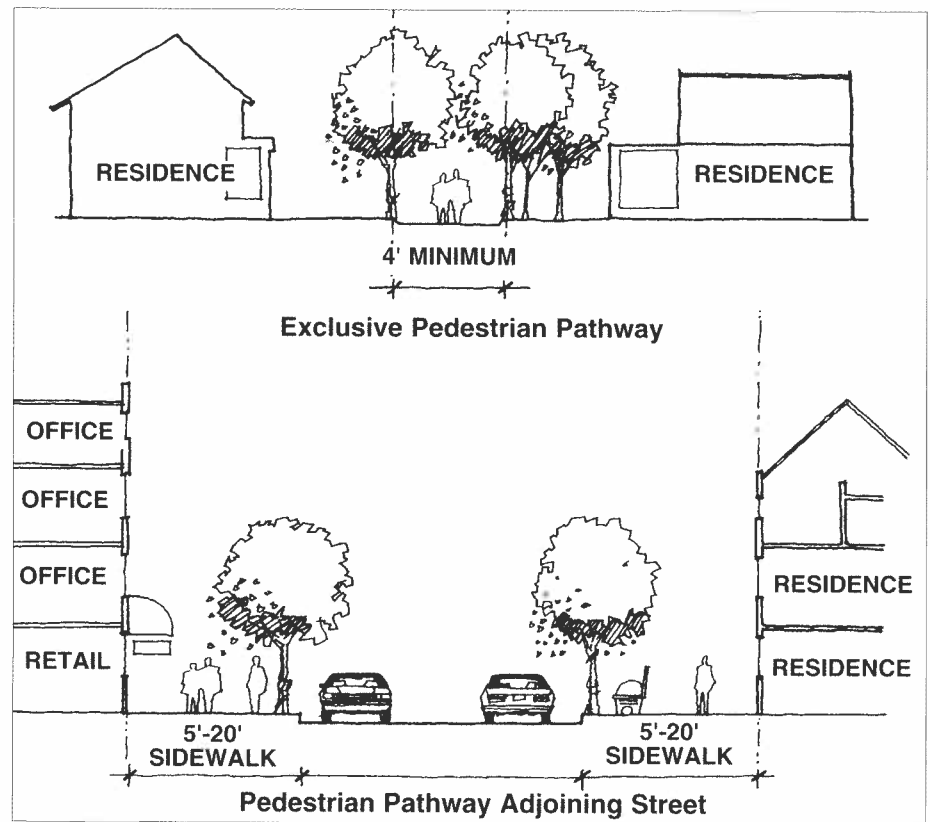 RESIDENCE
RESIDENCE
4' MINIMUM
Exclusive Pedestrian Pathway
OFFICE
OFFICE
OFFICE
RETAIL
RESIDENCE
RESIDENCE
5'-20'
SIDEWALK
5'-20'
SIDEWALK
Pedestrian Pathway Adjoining Street